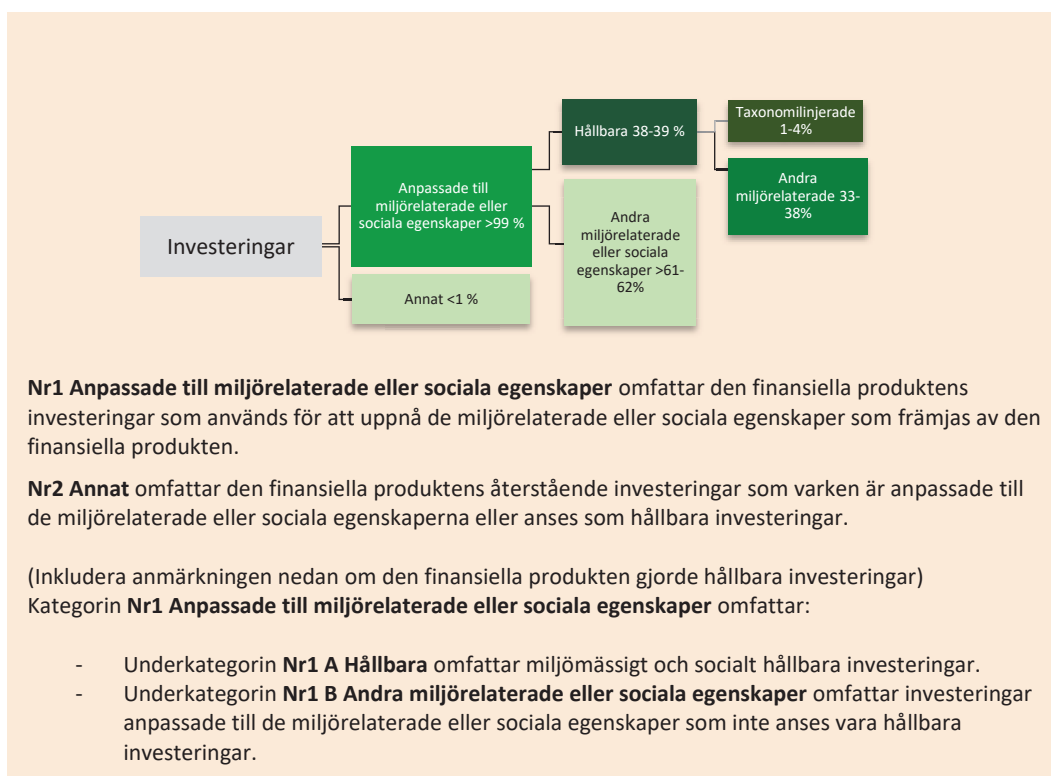 Investeringar
Anpassade till
miljörelaterade eller
sociala egenskaper >99 %
Annat <1 %
Hållbara 38-39 %
Andra
miljörelaterade
eller sociala
egenskaper >61-
62%
Taxonomilinjerade
1-4%
Andra
miljörelaterade 33-
38%
Nr1 Anpassade till miljörelaterade eller sociala egenskaper omfattar den finansiella produktens
investeringar som används för att uppnå de miljörelaterade eller sociala egenskaper som främjas av den
finansiella produkten.
Nr2 Annat omfattar den finansiella produktens återstående investeringar som varken är anpassade till
de miljörelaterade eller sociala egenskaperna eller anses som hållbara investeringar.
(Inkludera anmärkningen nedan om den finansiella produkten gjorde hållbara investeringar)
Kategorin Nr1 Anpassade till miljörelaterade eller sociala egenskaper omfattar:
- Underkategorin Nr1 A Hållbara omfattar miljömässigt och socialt hållbara investeringar.
- Underkategorin Nr1 B Andra miljörelaterade eller sociala egenskaper omfattar investeringar
anpassade till de miljörelaterade eller sociala egenskaper som inte anses vara hållbara
investeringar.